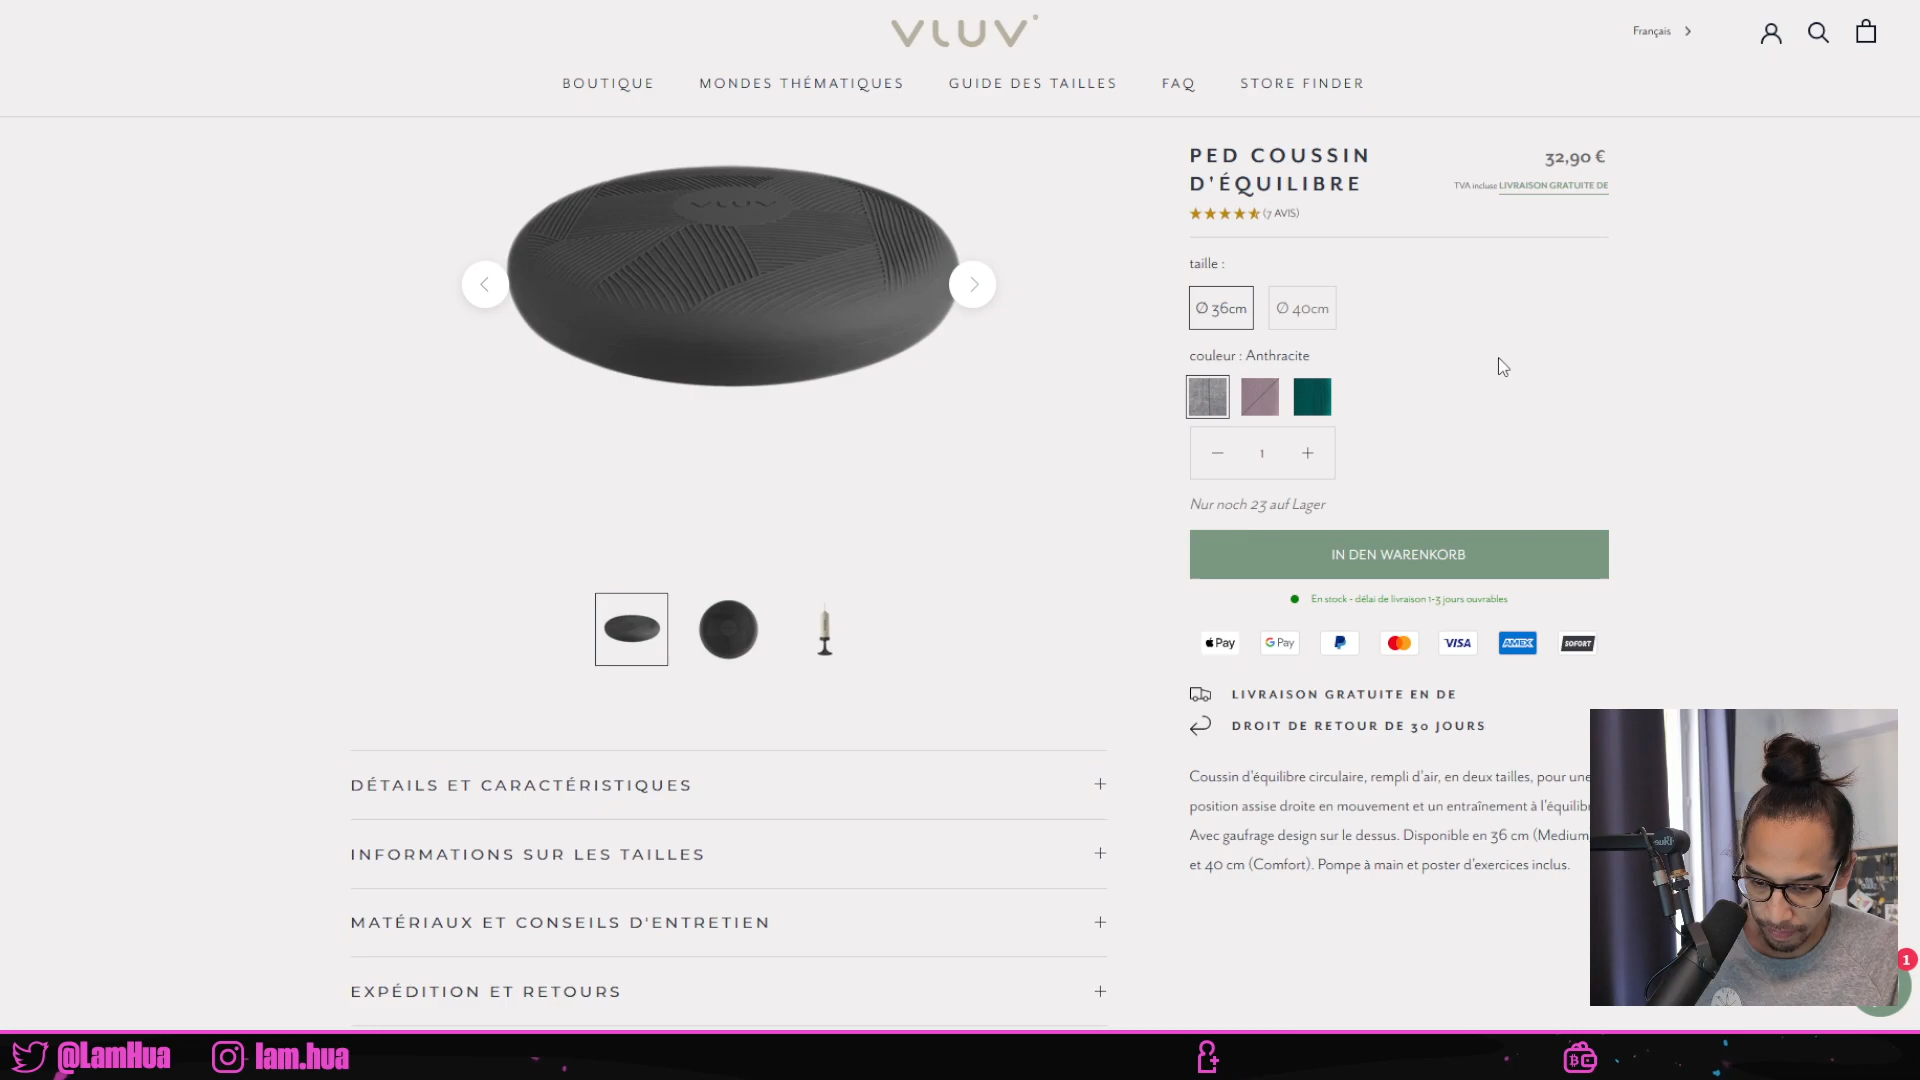 VLUV
Français
BOUTIQUE
MONDES THÉMATIQUES
GUIDE DES TAILLES
FAQ
STORE FINDER
VLUV
PED COUSSIN
D'ÉQUILIBRE
32,90 €
TVA incluse LIVRAISON GRATUITE DE
(7 AVIS)
taille :
∅ 36cm
∅ 40cm
couleur : Anthracite
1
Nur noch 23 auf Lager
IN DEN WARENKORB
En stock - délai de livraison 1-3 jours ouvrables
Pay
G Pay
VISA
AMEX
SOFORT
LIVRAISON GRATUITE EN DE
DROIT DE RETOUR DE 30 JOURS
Coussin d'équilibre circulaire, rempli d'air, en deux tailles, pour une
position assise droite en mouvement et un entraînement à l'équilib
Avec gaufrage design sur le dessus. Disponible en 36 cm (Medium
et 40 cm (Comfort). Pompe à main et poster d'exercices inclus.
DÉTAILS ET CARACTÉRISTIQUES
INFORMATIONS SUR LES TAILLES
MATÉRIAUX ET CONSEILS D'ENTRETIEN
EXPÉDITION ET RETOURS
1
@LamHua
lam.hua